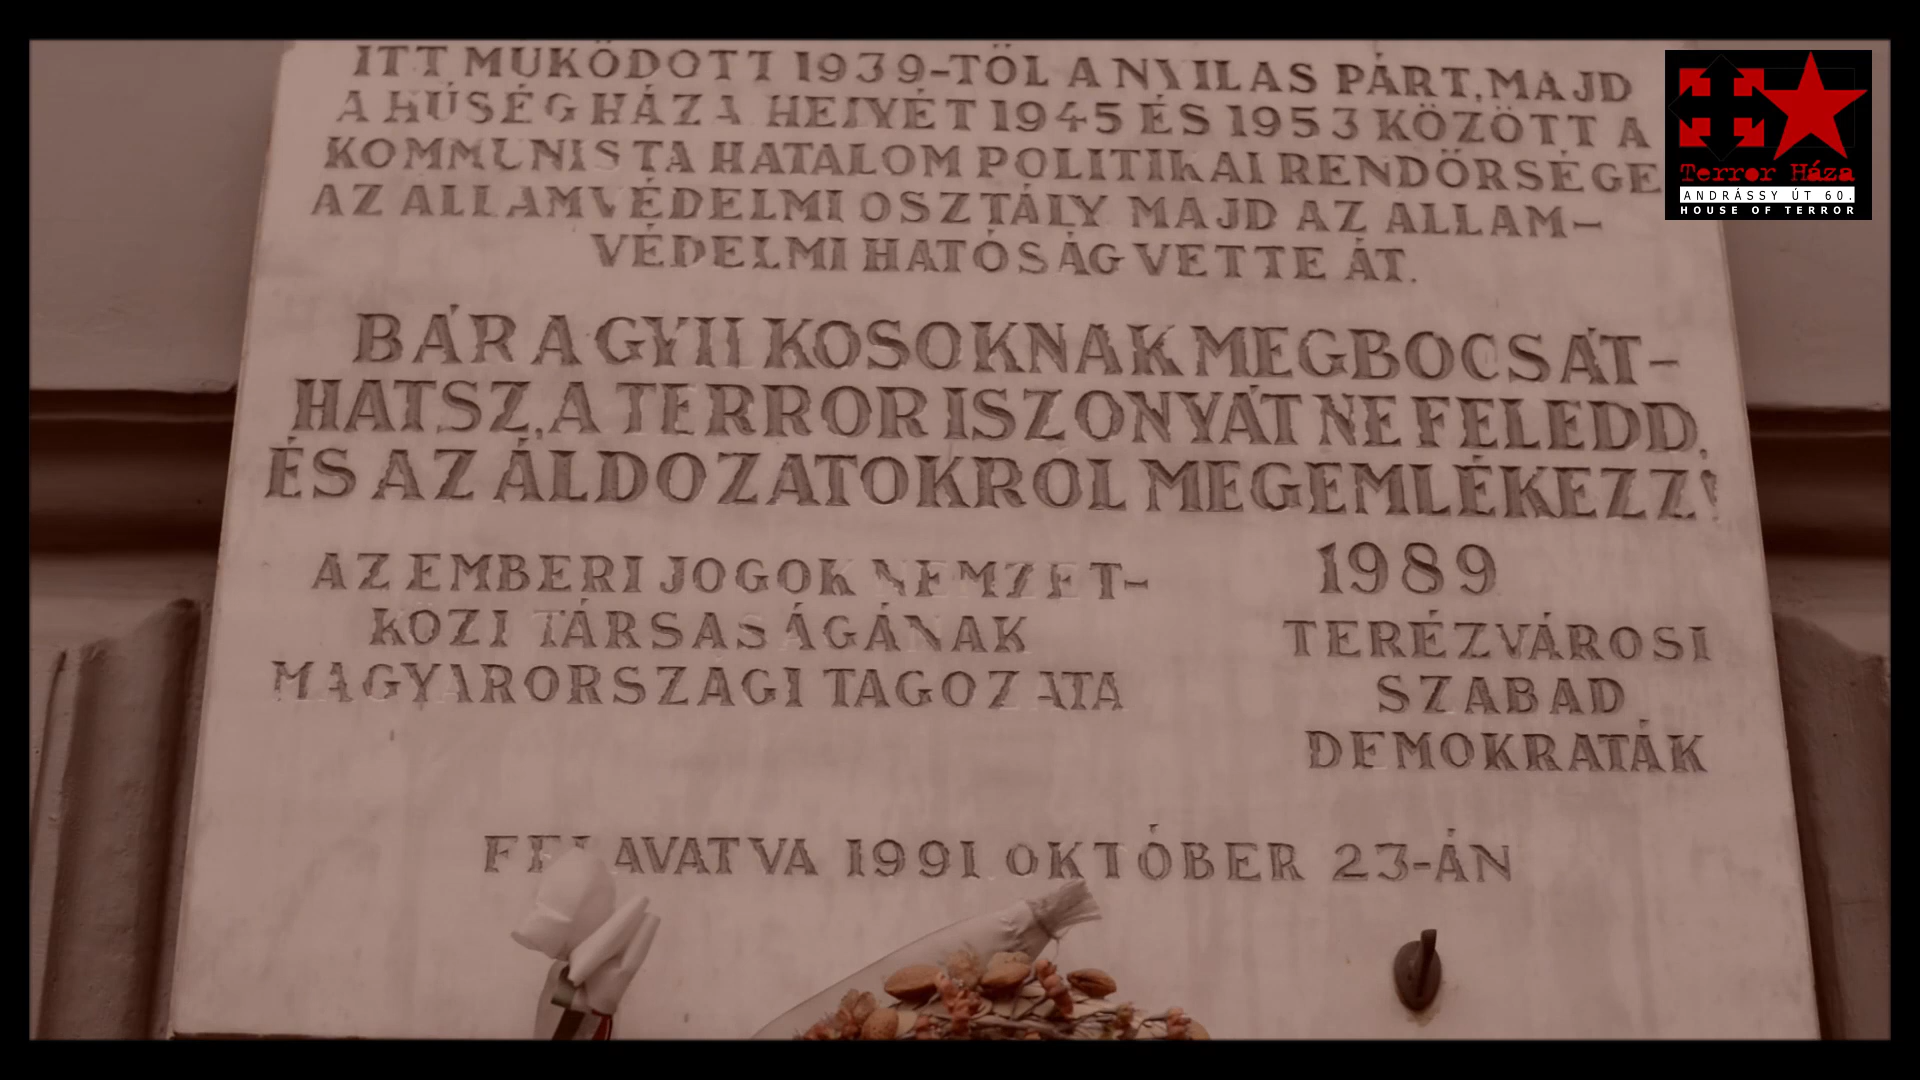 ITT MŰKÖDÖTT 1939-TŐL A NYILAS PÁRT, MAJD
A HŰSÉG HÁZA HELYÉT 1945 ÉS 1953 KÖZÖTT A
KOMMUNISTA HATALOM POLITIKAI RENDŐRSÉGE
AZ ÁLLAMVÉDELMI OSZTÁLY MAJD AZ ÁLLAM-
VÉDELMI HATÓSÁG VETTE ÁT.
BÁR A GYILKOSOKNAK MEGBOCSÁT-
HATSZ, A TERROR ISZONYÁT NE FELEDD,
ÉS AZ ÁLDOZATOKRÓL MEGEMLÉKEZZ!
AZ EMBERI JOGOK NEMZET-
KÖZI TÁRSASÁGÁNAK
MAGYARORSZÁGI TAGOZATA
1989
TERÉZVÁROSI
SZABAD
DEMOKRATÁK
FELAVATVA 1991 OKTÓBER 23-ÁN
Terror Háza
ANDRÁSSY ÚT 60.
HOUSE OF TERROR